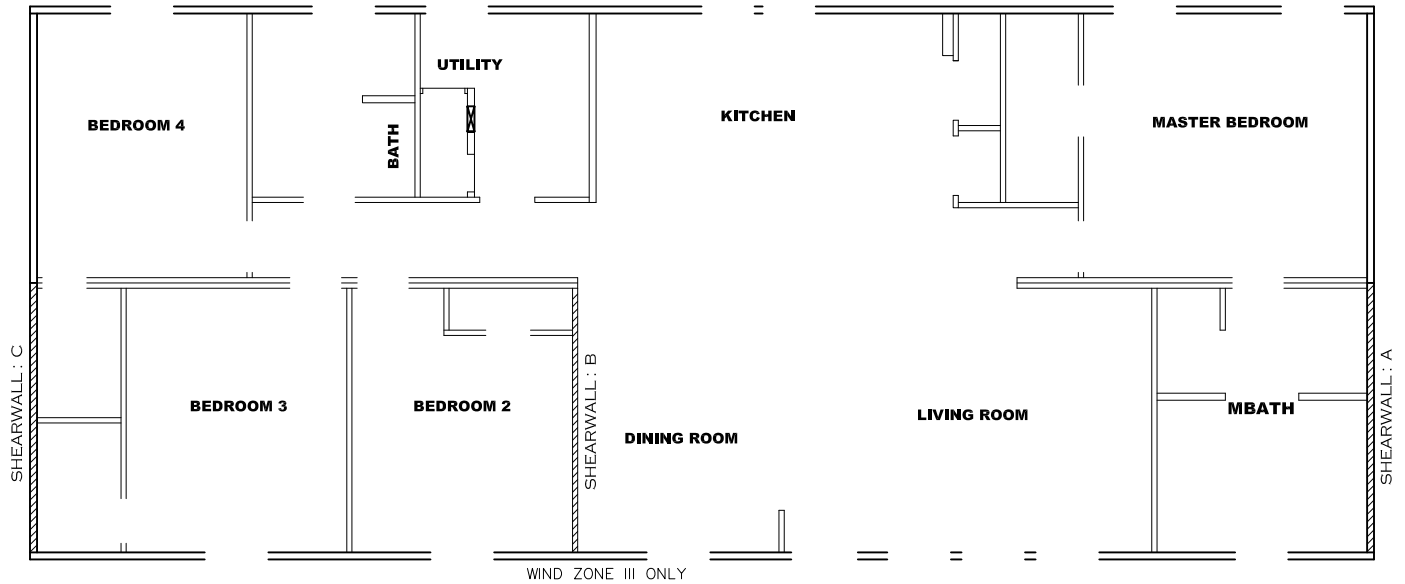 UTILITY
BEDROOM 4
KITCHEN
MASTER BEDROOM
BATH
SHEARWALL: C
BEDROOM 3
BEDROOM 2
SHEARWALL: B
DINING ROOM
LIVING ROOM
MBATH
SHEARWALL: A
WIND ZONE III ONLY